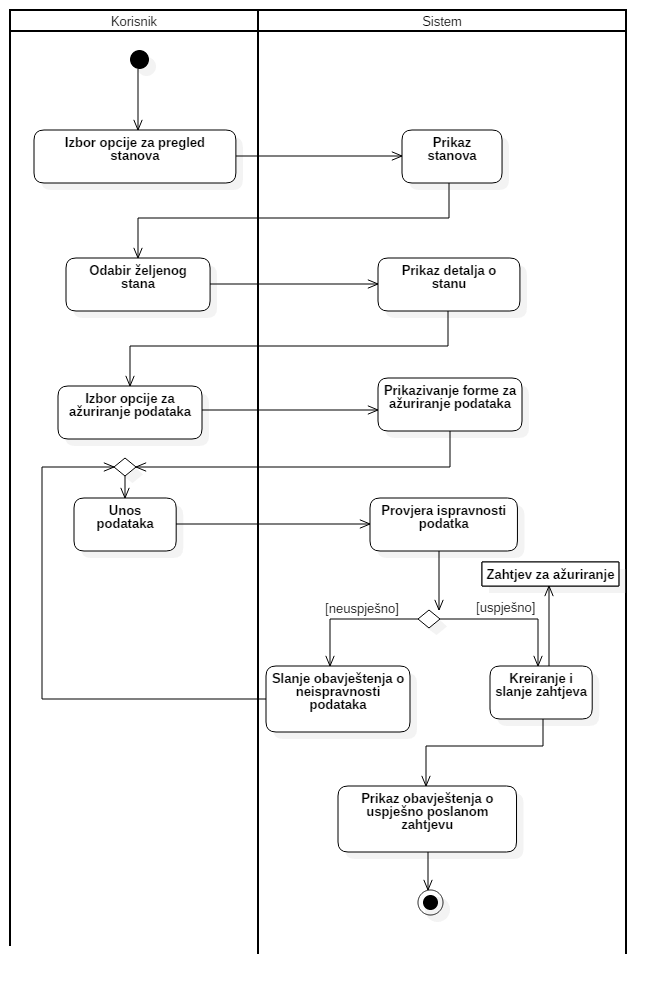 Korisnik
Sistem
Izbor opcije za pregled
stanova
Prikaz
stanova
Odabir željenog
stana
Prikaz detalja o
stanu
Izbor opcije za
ažuriranje podataka
Prikazivanje forme za
ažuriranje podataka
Unos
podataka
Provjera ispravnosti
podatka
Zahtjev za ažuriranje
[neuspješno]
[uspješno]
Slanje obavještenja o
neispravnosti
podataka
Kreiranje i
slanje zahtjeva
Prikaz obavještenja o
uspješno poslanom
zahtjevu